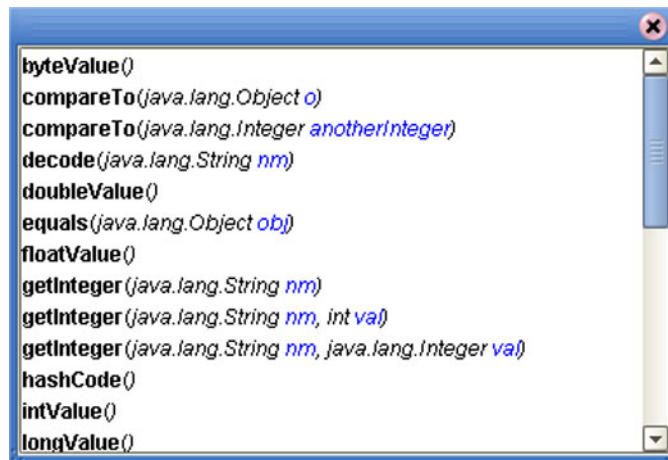 byteValue()
compareTo(java.lang.Object o)
compareTo(java.lang.Integer anotherInteger)
decode(java.lang.String nm)
doubleValue()
equals(java.lang.Object obj)
floatValue()
getInteger(java.lang.String nm)
getInteger(java.lang.String nm, int val)
getInteger(java.lang.String nm, java.lang.Integer val)
hashCode()
intValue()
longValue()